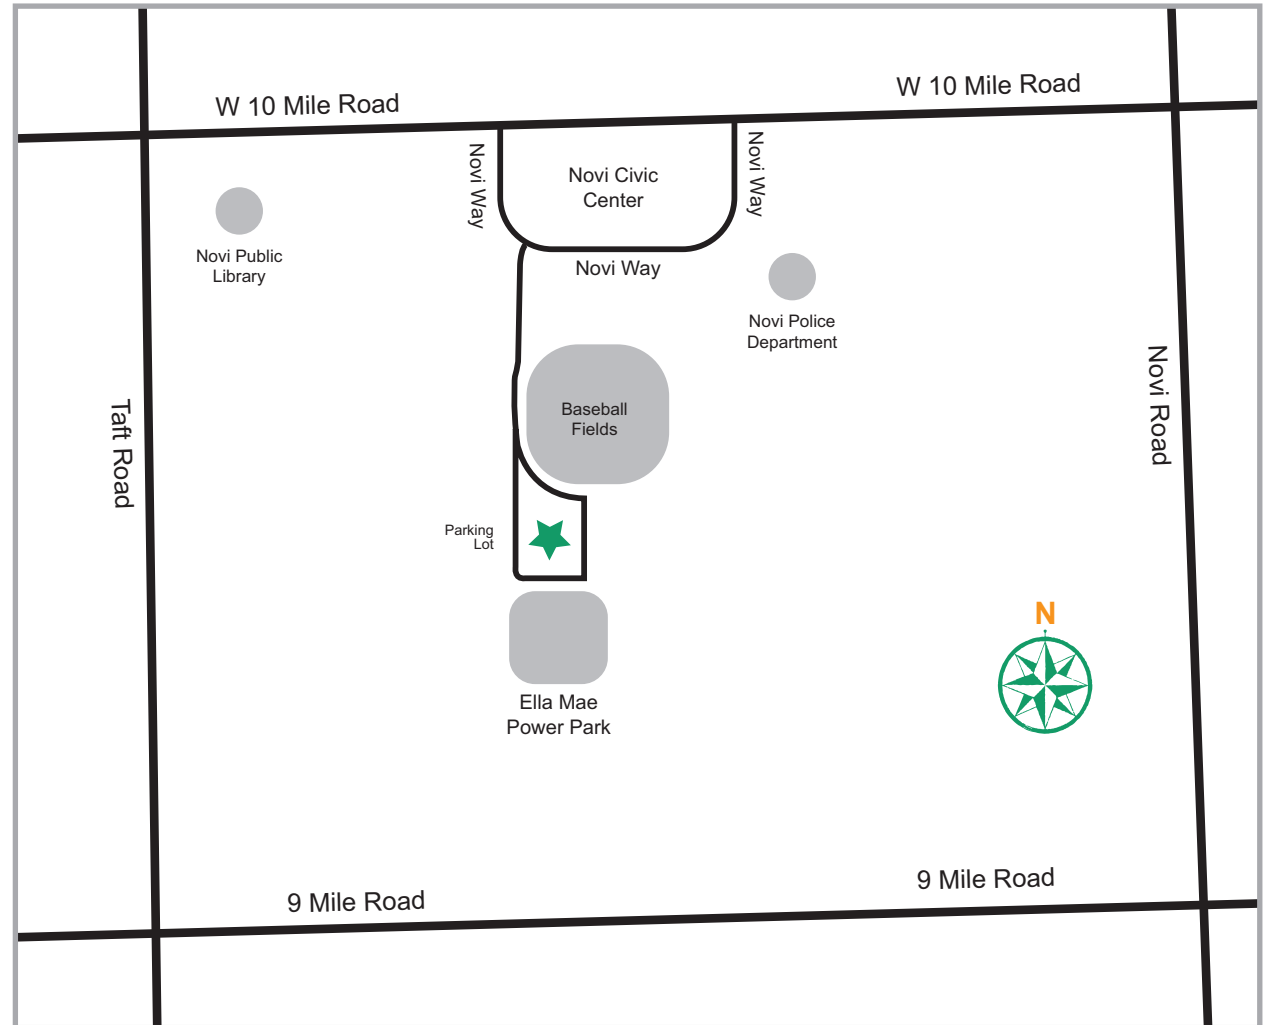 W 10 Mile Road
W 10 Mile Road
Novi Way
Novi Civic
Center
Novi Way
Novi Public
Library
Novi Way
Novi Police
Department
Taft Road
Baseball
Fields
Novi Road
Parking
Lot
N
Ella Mae
Power Park
9 Mile Road
9 Mile Road